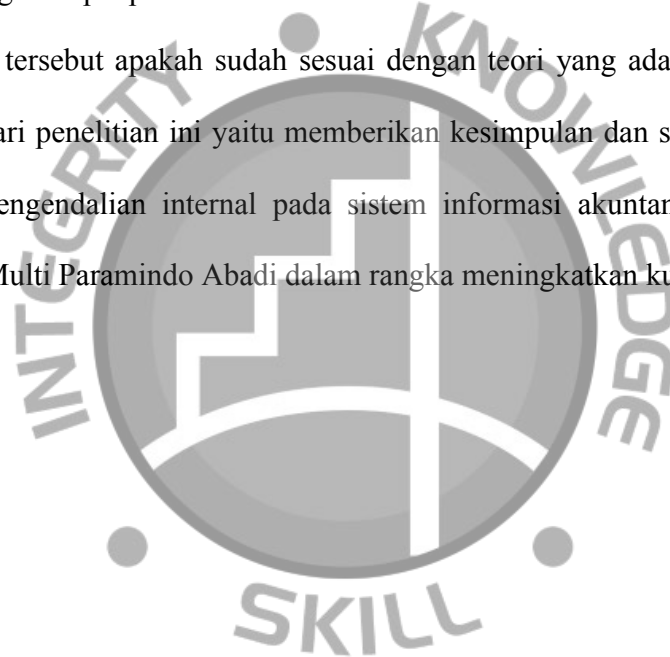 tersebut apakah sudah sesuai dengan teori yang ada
ari penelitian ini yaitu memberikan kesimpulan dan s
engendalian internal pada sistem informasi akuntan
Multi Paramindo Abadi dalam rangka meningkatkan ku
INTEGRITY
KNOWLEDGE
SKILL